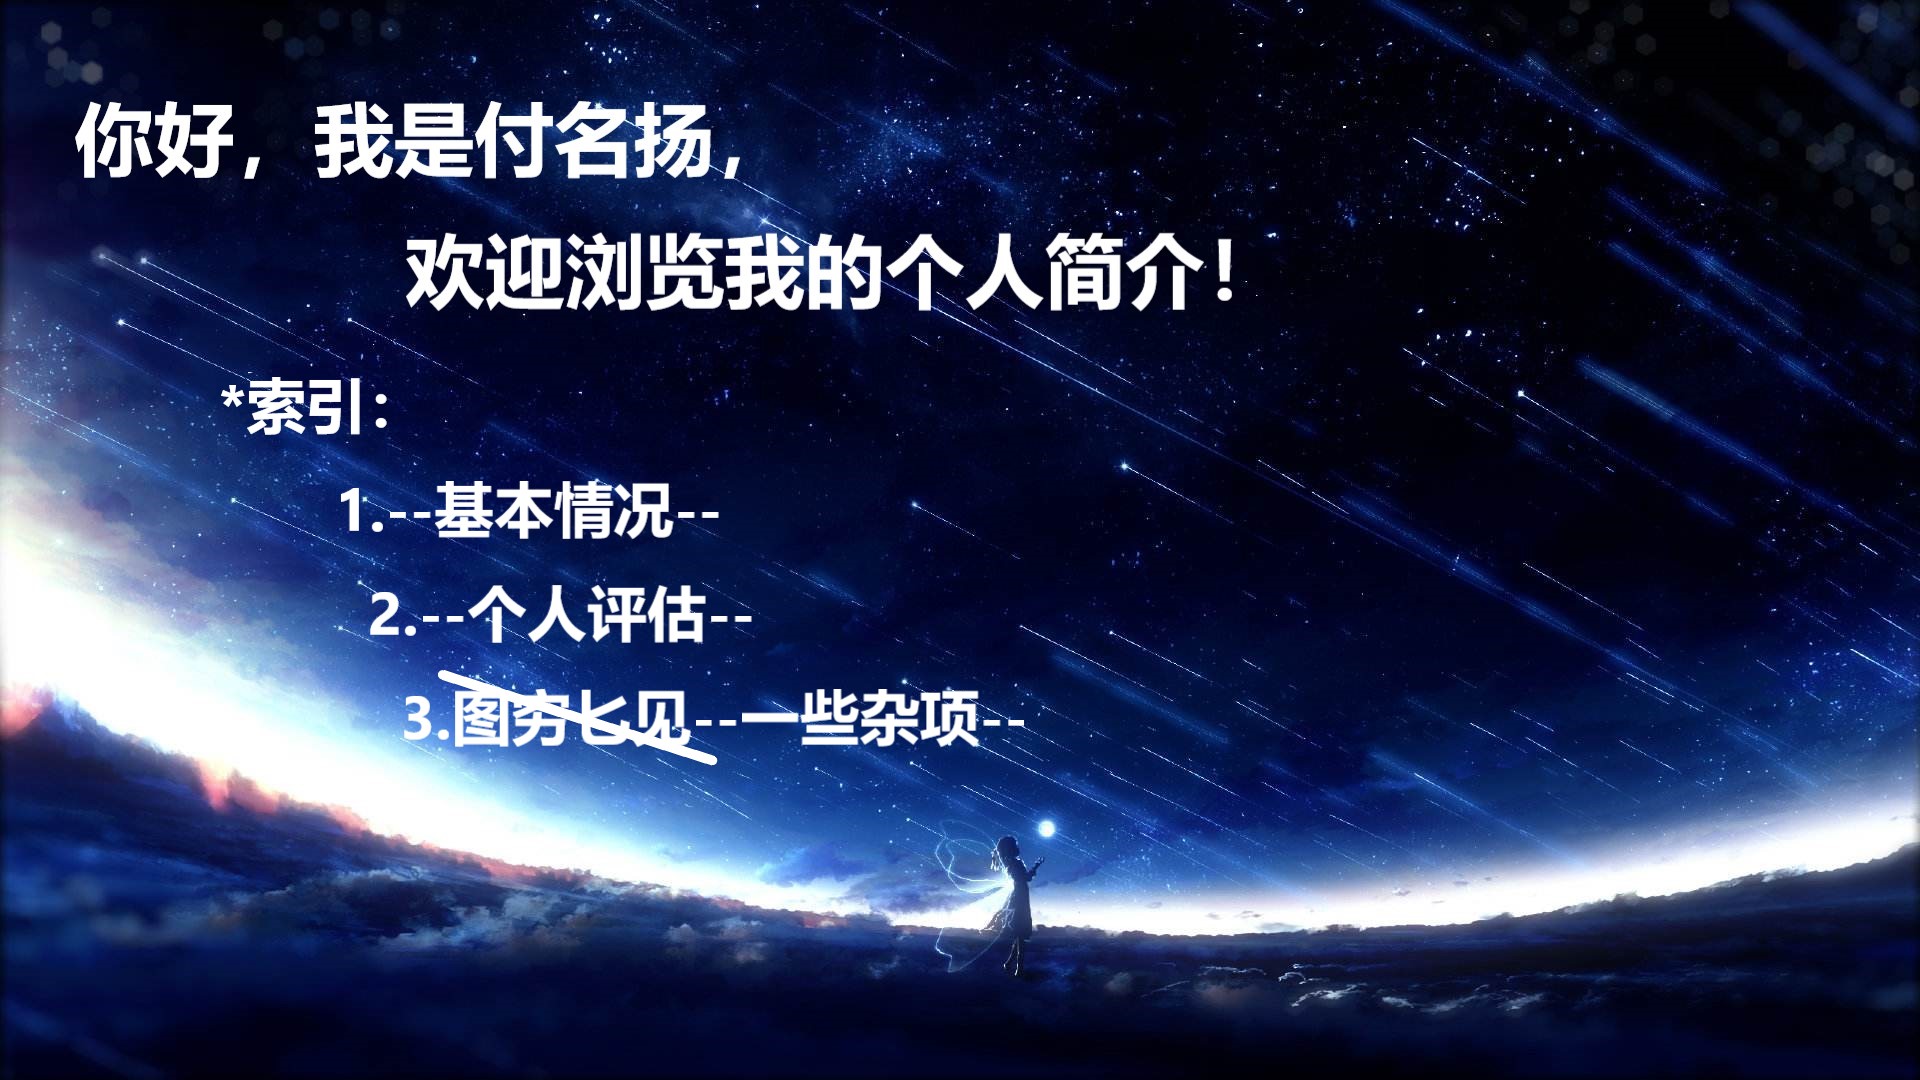 你好，我是付名扬，
欢迎浏览我的个人简介！
*索引：
1.--基本情况--
2.--个人评估--
3.图穷匕见--一些杂项--